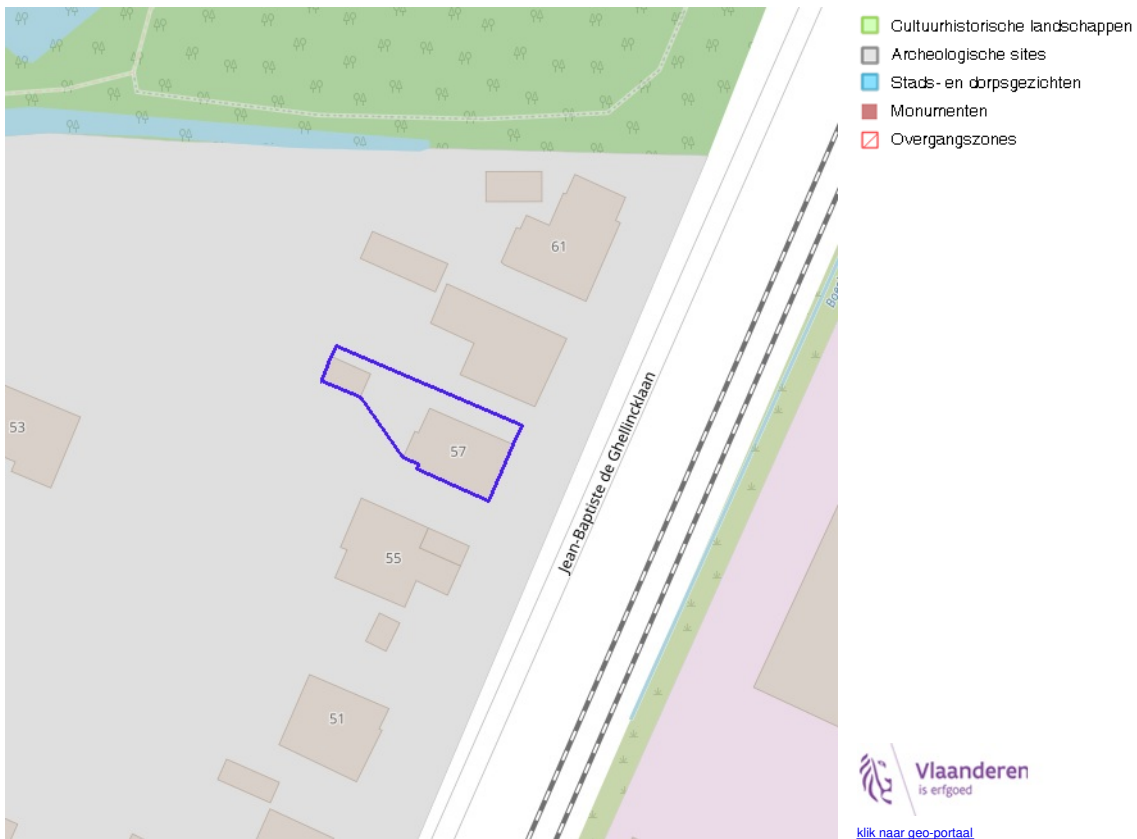 Cultuurhistorische landschappen
Archeologische sites
Stads- en dorpsgezichten
Monumenten
Overgangszones
61
57
53
55
51
Jean-Baptiste de Ghellincklaan
Vlaanderen
is erfgoed
klik naar geo-portaal